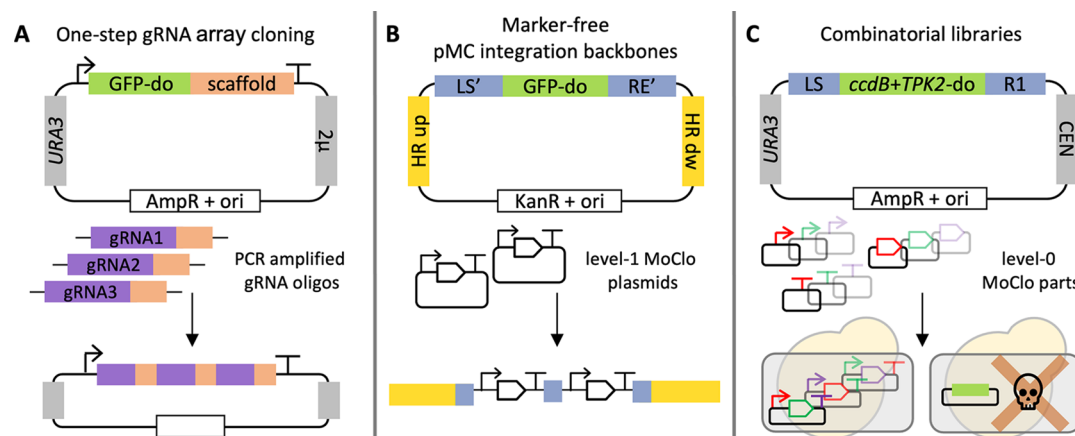 A
One-step gRNA array cloning
GFP-do
scaffold
URA3
2μ
AmpR + ori
gRNA1
gRNA2
gRNA3
PCR amplified
gRNA oligos
B
Marker-free
pMC integration backbones
LS'
GFP-do
RE'
HR up
HR dw
KanR + ori
level-1 MoClo
plasmids
C
Combinatorial libraries
LS
ccdB+TPK2-do
R1
URA3
CEN
AmpR + ori
level-0
MoClo parts